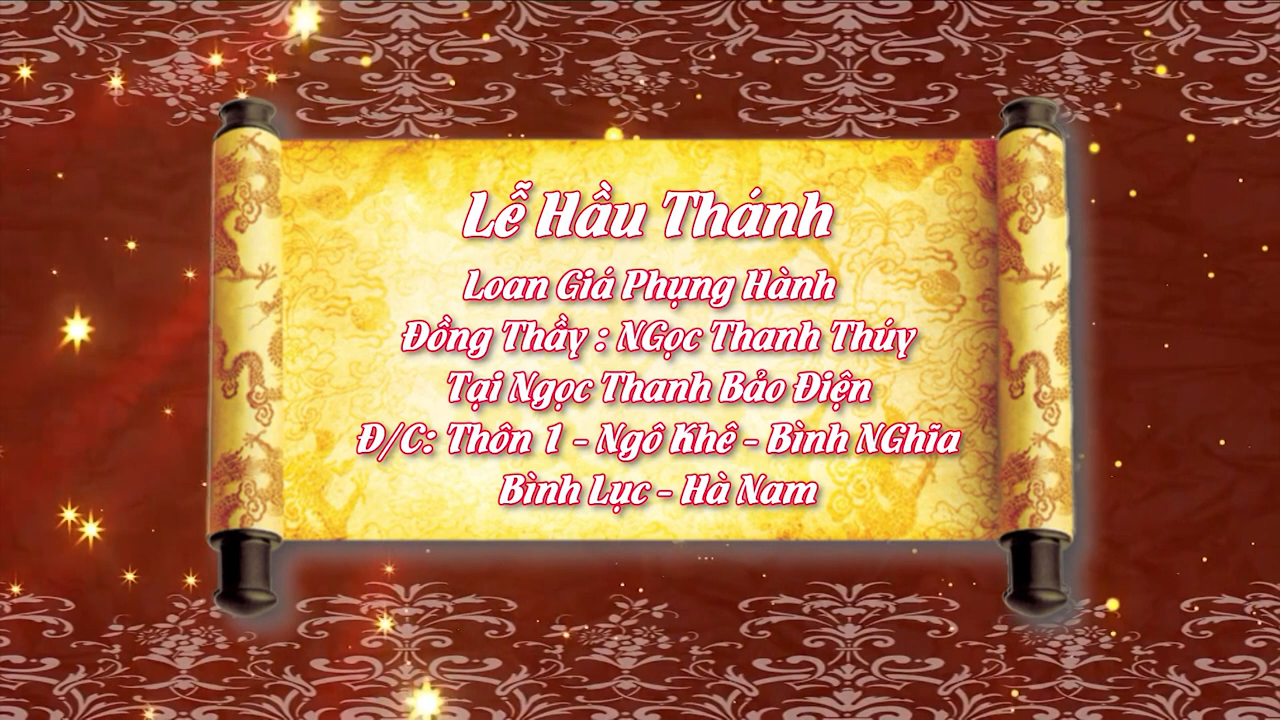 Lễ Hầu Thánh
Loan Giá Phụng Hành
Đồng Thầy : NGọc Thanh Thúy
Tại Ngọc Thanh Bảo Điện
Đ/C: Thôn 1 - Ngô Khê - Bình NGhĩa
Bình Lục - Hà Nam